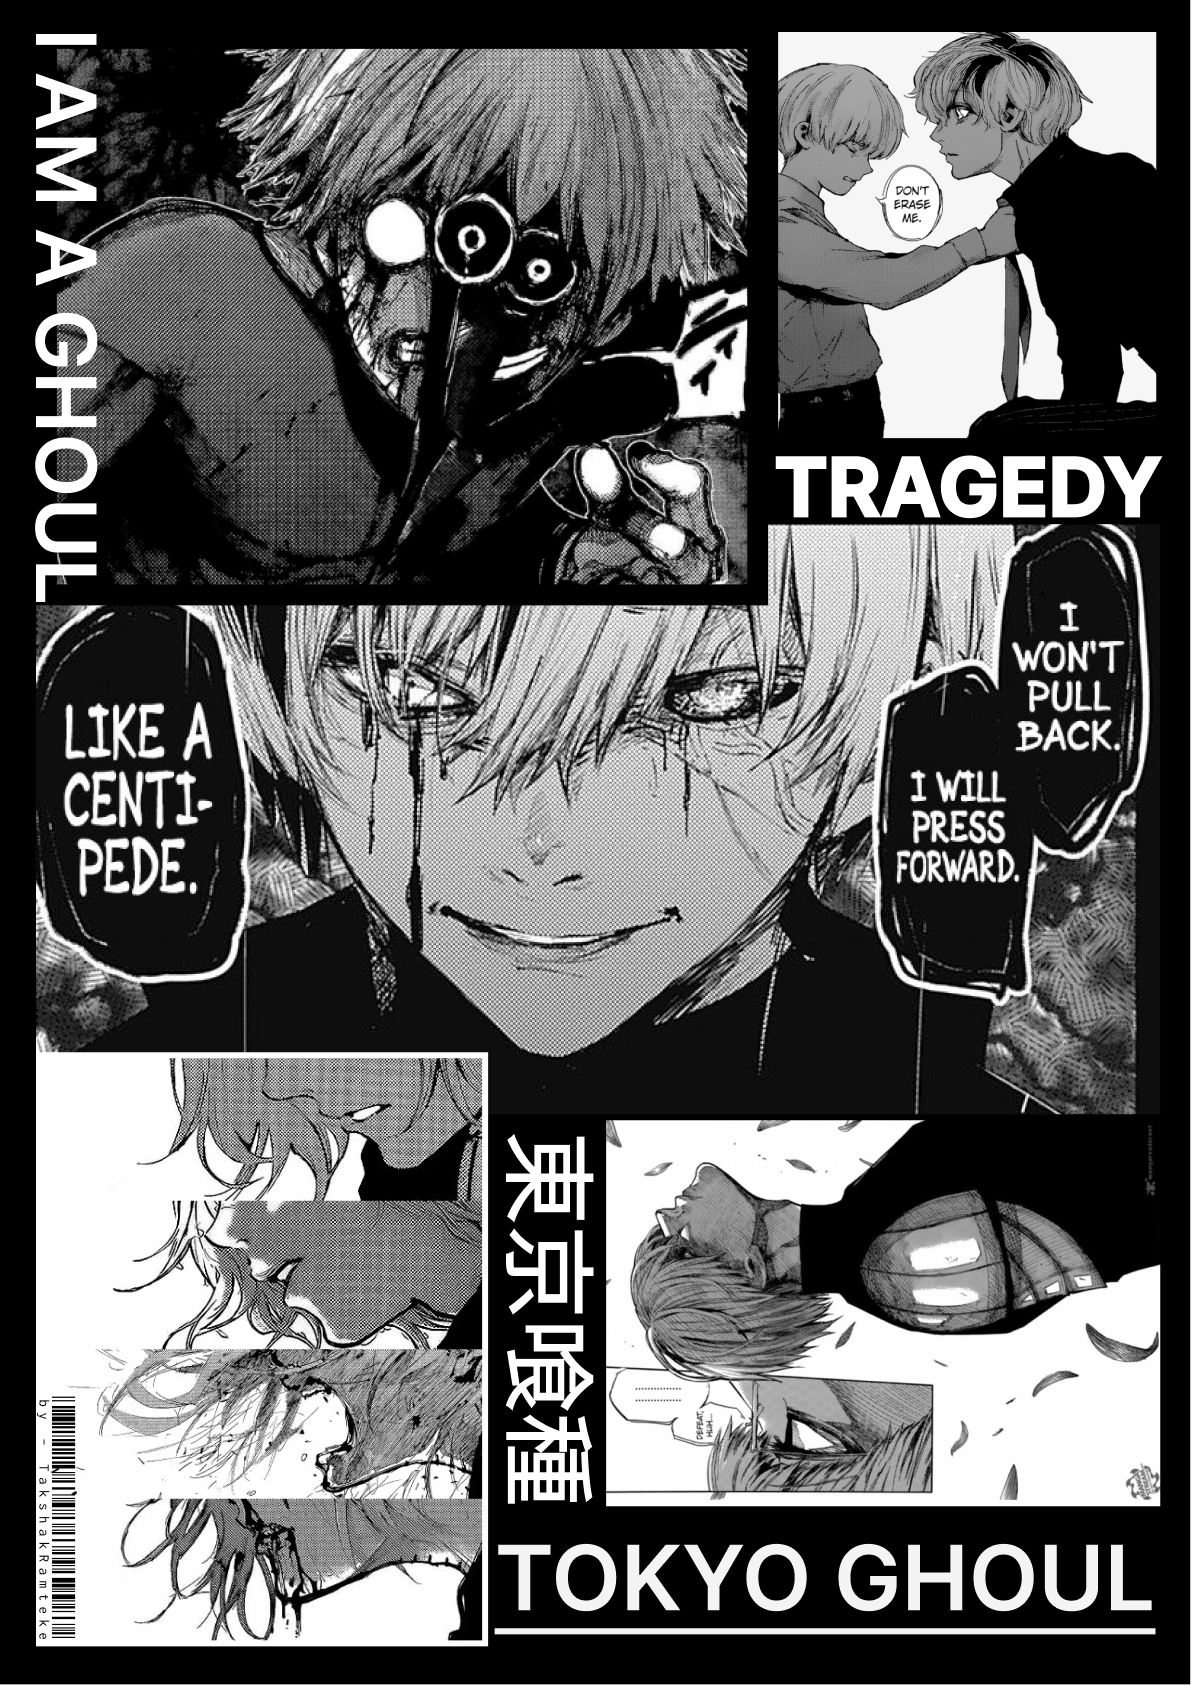 I AM A GHOUL
DON'T
ERASE
ME.
TRAGEDY
I
WON'T
PULL
BACK.
I WILL
PRESS
FORWARD.
LIKE A
CENTI-
PEDE.
東京喰種
DEFEAT,
HUH...
by - TakshakRamteke
TOKYO GHOUL